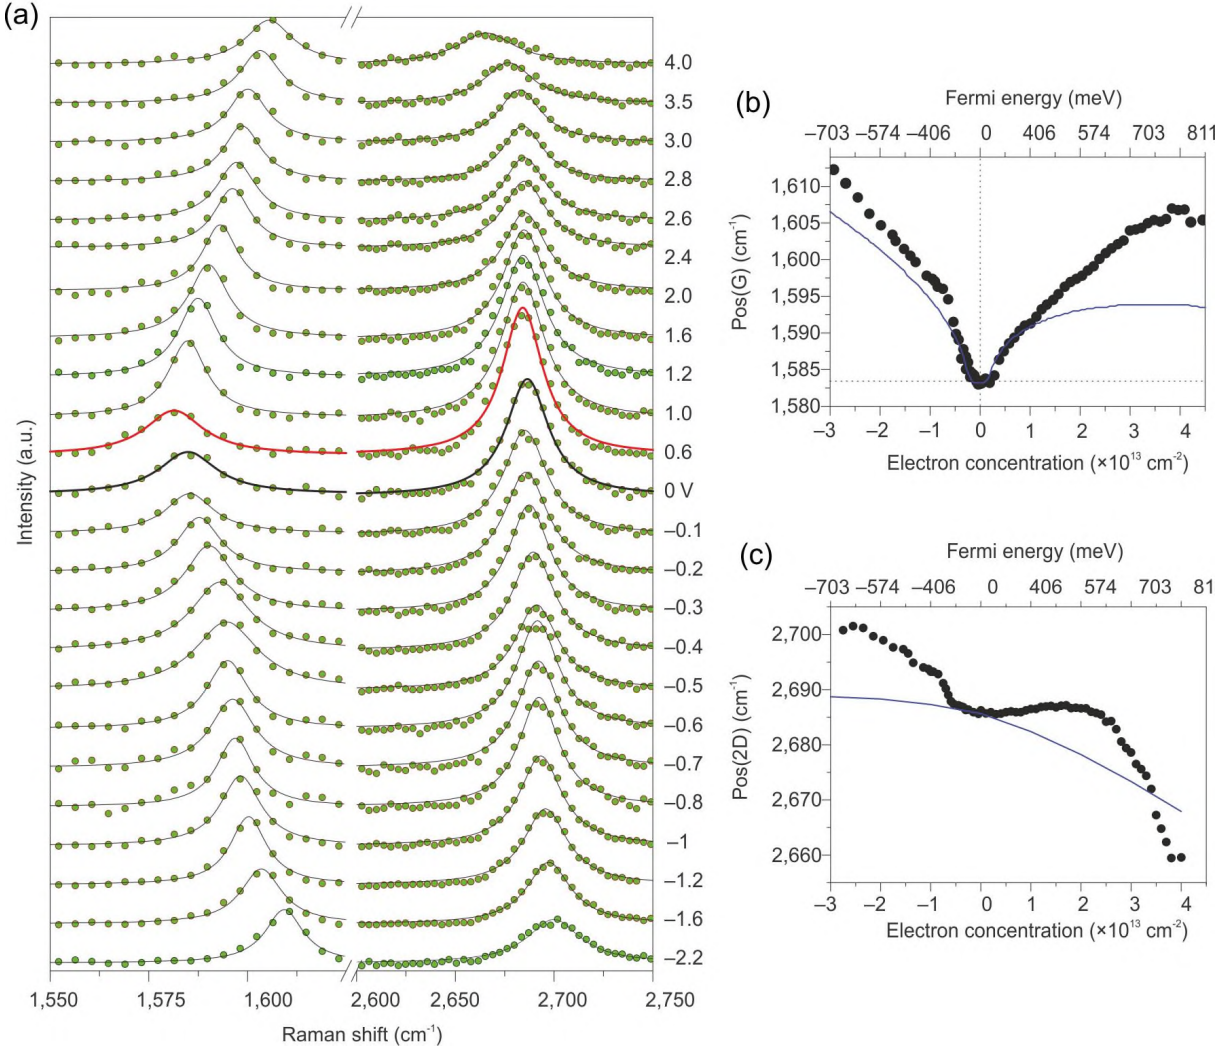 (a)
4.0
3.5
3.0
2.8
2.6
2.4
2.0
1.6
1.2
1.0
0.6
0 V
–0.1
–0.2
–0.3
–0.4
–0.5
–0.6
–0.7
–0.8
–1
–1.2
–1.6
–2.2
Intensity (a.u.)
1,550 1,575 1,600 2,600 2,650 2,700 2,750
Raman shift (cm⁻¹)
(b)
Fermi energy (meV)
–703 –574 –406 0 406 574 703 811
1,610
1,605
1,600
1,595
1,590
1,585
1,580
Pos(G) (cm⁻¹)
–3 –2 –1 0 1 2 3 4
Electron concentration (×10¹³ cm⁻²)
(c)
Fermi energy (meV)
–703 –574 –406 0 406 574 703 81
2,700
2,690
2,680
2,670
2,660
Pos(2D) (cm⁻¹)
–3 –2 –1 0 1 2 3 4
Electron concentration (×10¹³ cm⁻²)